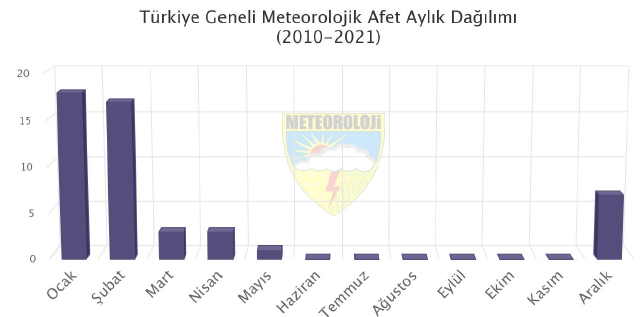 Türkiye Geneli Meteorolojik Afet Aylık Dağılımı
(2010-2021)
20
15
10
5
0
METEOROLOJİ
Ocak
Şubat
Mart
Nisan
Mayıs
Haziran
Temmuz
Ağustos
Eylül
Ekim
Kasım
Aralık